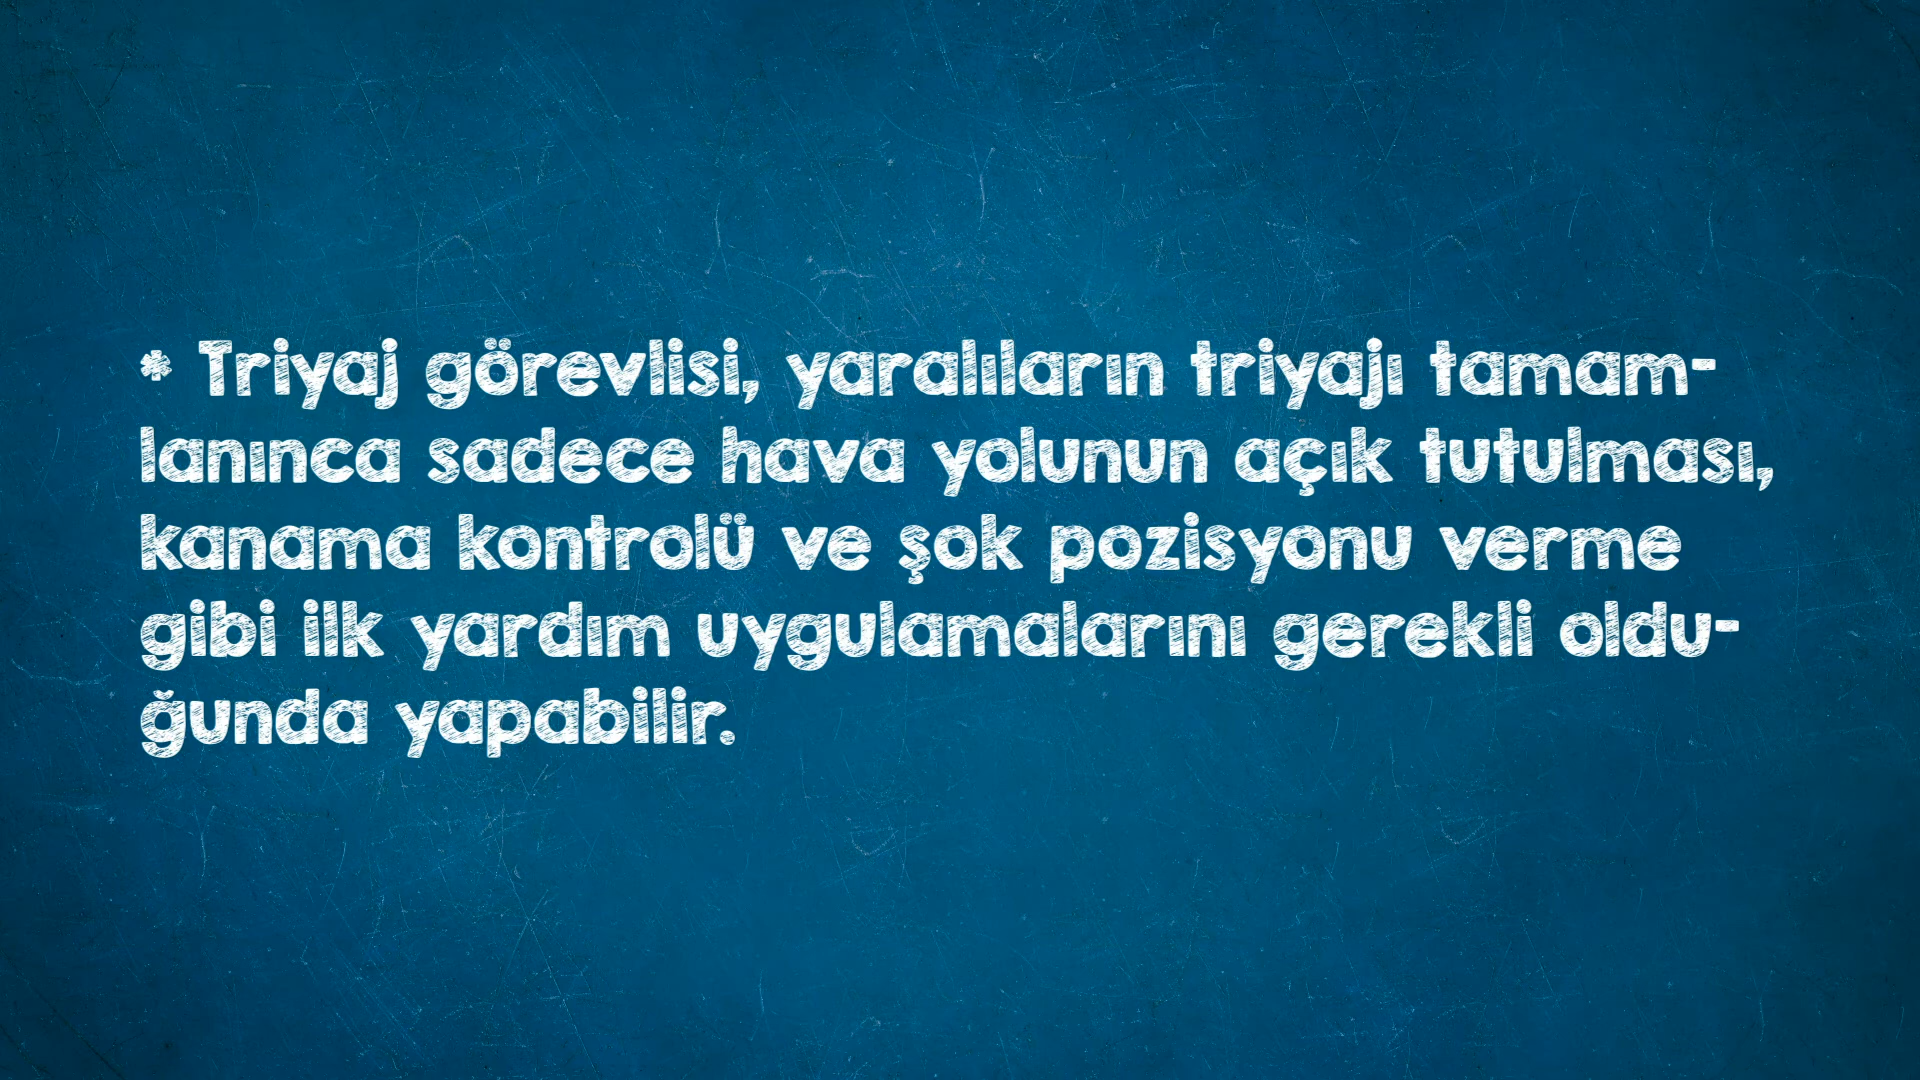 * Triyaj görevlisi, yaralıların triyajı tamam-
lanınca sadece hava yolunun açık tutulması,
kanama kontrolü ve şok pozisyonu verme
gibi ilk yardım uygulamalarını gerekli oldu-
ğunda yapabilir.